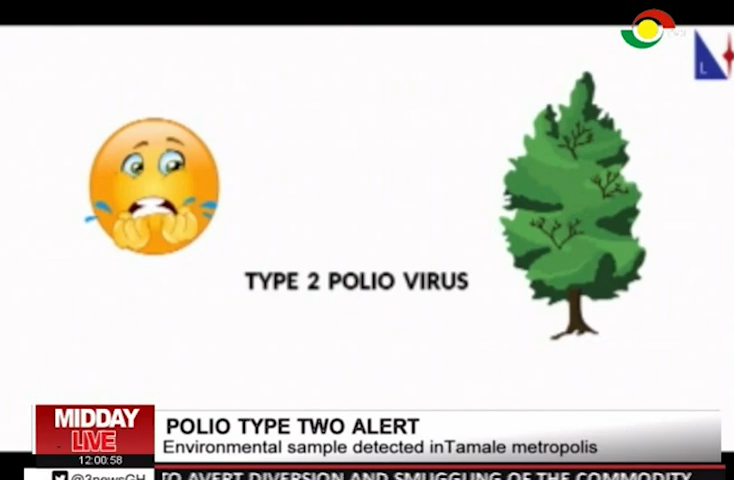 L
TYPE 2 POLIO VIRUS
MIDDAY
LIVE
12:00:58
POLIO TYPE TWO ALERT
Environmental sample detected inTamale metropolis
@3newsGH
TO AVERT DIVERSION AND SMUGGLING OF THE COMMODITY